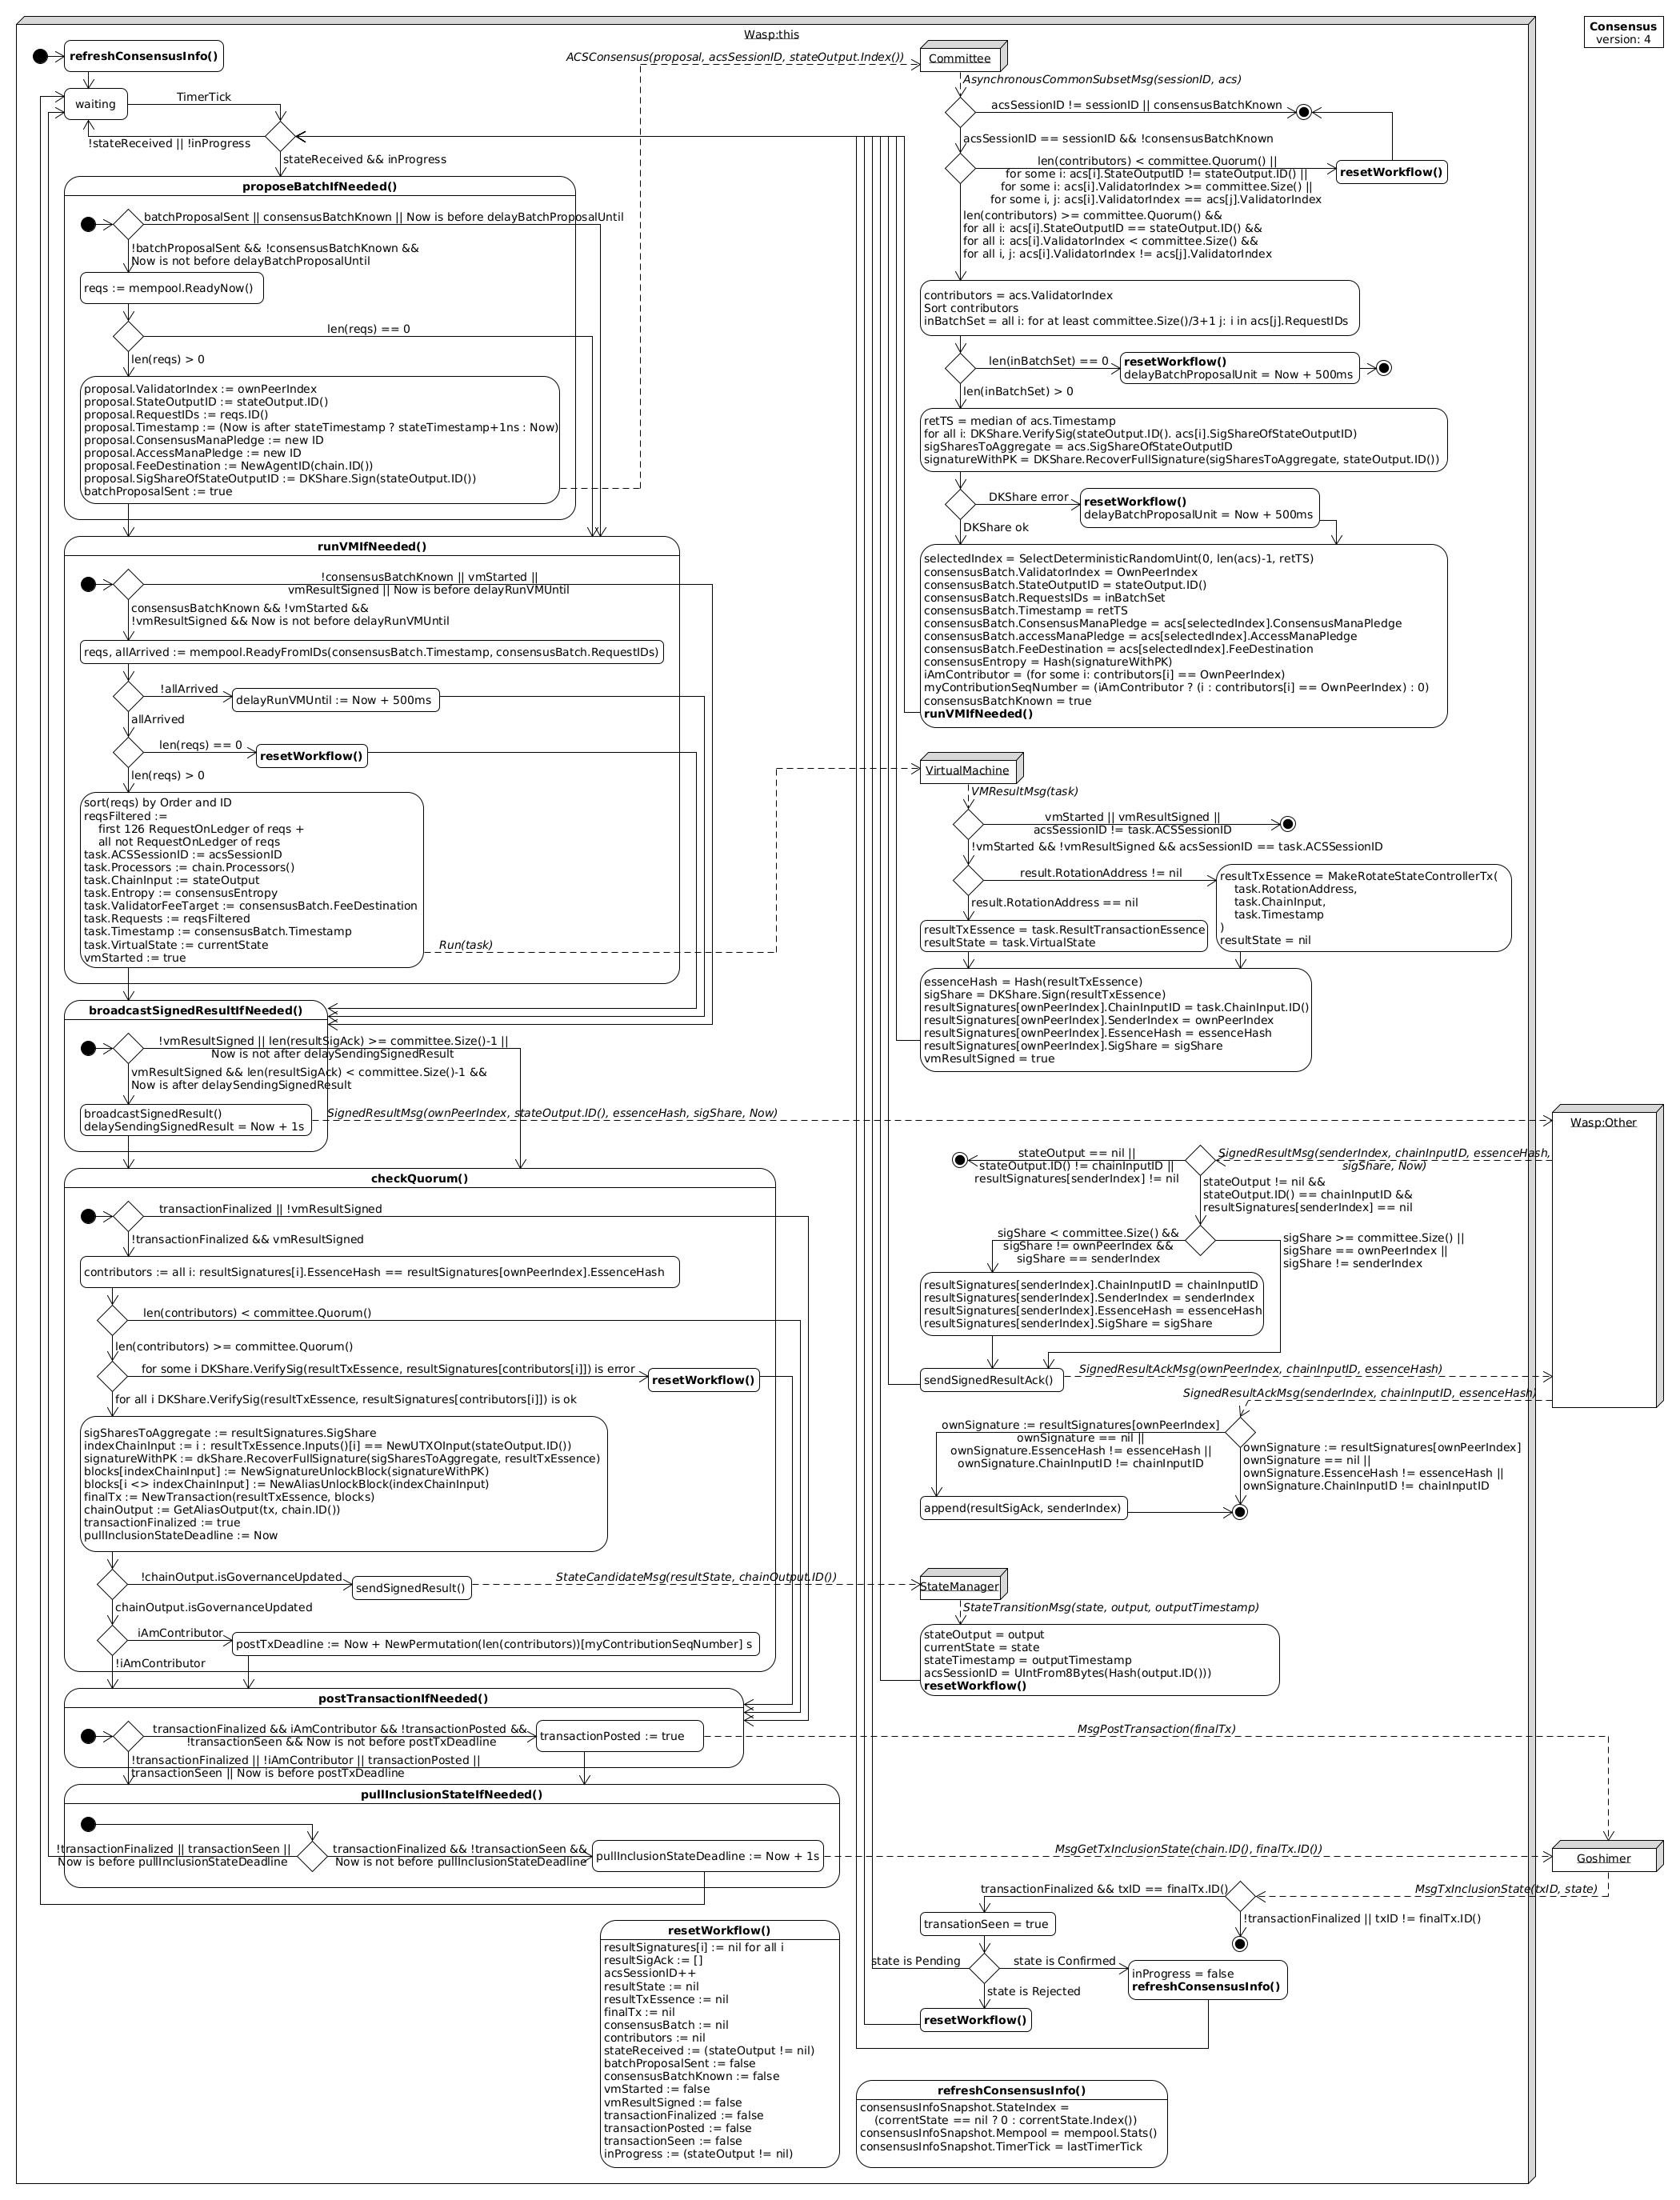 Wasp:this
Consensus
version: 4
refreshConsensusInfo()
waiting
TimerTick
!stateReceived || !inProgress
stateReceived && inProgress
ACSConsensus(proposal, acsSessionID, stateOutput.Index())
proposeBatchIfNeeded()
batchProposalSent || consensusBatchKnown || Now is before delayBatchProposalUntil
!batchProposalSent && !consensusBatchKnown &&
Now is not before delayBatchProposalUntil
reqs := mempool.ReadyNow()
len(reqs) == 0
len(reqs) > 0
proposal.ValidatorIndex := ownPeerIndex
proposal.StateOutputID := stateOutput.ID()
proposal.RequestIDs := reqs.ID()
proposal.Timestamp := (Now is after stateTimestamp ? stateTimestamp+1ns : Now)
proposal.ConsensusManaPledge := new ID
proposal.AccessManaPledge := new ID
proposal.FeeDestination := NewAgentID(chain.ID())
proposal.SigShareOfStateOutputID := DKShare.Sign(stateOutput.ID())
batchProposalSent := true
runVMIfNeeded()
!consensusBatchKnown || vmStarted ||
vmResultSigned || Now is before delayRunVMUntil
consensusBatchKnown && !vmStarted &&
!vmResultSigned && Now is not before delayRunVMUntil
reqs, allArrived := mempool.ReadyFromIDs(consensusBatch.Timestamp, consensusBatch.RequestIDs)
!allArrived
delayRunVMUntil := Now + 500ms
allArrived
len(reqs) == 0
resetWorkflow()
len(reqs) > 0
sort(reqs) by Order and ID
reqsFiltered :=
first 126 RequestOnLedger of reqs +
all not RequestOnLedger of reqs
task.ACSSessionID := acsSessionID
task.Processors := chain.Processors()
task.ChainInput := stateOutput
task.Entropy := consensusEntropy
task.ValidatorFeeTarget := consensusBatch.FeeDestination
task.Requests := reqsFiltered
task.Timestamp := consensusBatch.Timestamp
task.VirtualState := currentState
vmStarted := true
Run(task)
broadcastSignedResultIfNeeded()
!vmResultSigned || len(resultSigAck) >= committee.Size()-1 ||
Now is not after delaySendingSignedResult
vmResultSigned && len(resultSigAck) < committee.Size()-1 &&
Now is after delaySendingSignedResult
broadcastSignedResult()
delaySendingSignedResult = Now + 1s
SignedResultMsg(ownPeerIndex, stateOutput.ID(), essenceHash, sigShare, Now)
checkQuorum()
transactionFinalized || !vmResultSigned
!transactionFinalized && vmResultSigned
contributors := all i: resultSignatures[i].EssenceHash == resultSignatures[ownPeerIndex].EssenceHash
len(contributors) < committee.Quorum()
len(contributors) >= committee.Quorum()
for some i DKShare.VerifySig(resultTxEssence, resultSignatures[contributors[i]]) is error
resetWorkflow()
for all i DKShare.VerifySig(resultTxEssence, resultSignatures[contributors[i]]) is ok
sigSharesToAggregate := resultSignatures.SigShare
indexChainInput := i : resultTxEssence.Inputs()[i] == NewUTXOInput(stateOutput.ID())
signatureWithPK := dkShare.RecoverFullSignature(sigSharesToAggregate, resultTxEssence)
blocks[indexChainInput] := NewSignatureUnlockBlock(signatureWithPK)
blocks[i <> indexChainInput] := NewAliasUnlockBlock(indexChainInput)
finalTx := NewTransaction(resultTxEssence, blocks)
chainOutput := GetAliasOutput(tx, chain.ID())
transactionFinalized := true
pullInclusionStateDeadline := Now
!chainOutput.isGovernanceUpdated
sendSignedResult()
StateCandidateMsg(resultState, chainOutput.ID())
chainOutput.isGovernanceUpdated
iAmContributor
postTxDeadline := Now + NewPermutation(len(contributors))[myContributionSeqNumber] s
!iAmContributor
postTransactionIfNeeded()
transactionFinalized && iAmContributor && !transactionPosted &&
!transactionSeen && Now is not before postTxDeadline
transactionPosted := true
!transactionFinalized || !iAmContributor || transactionPosted ||
transactionSeen || Now is before postTxDeadline
MsgPostTransaction(finalTx)
pullInclusionStateIfNeeded()
!transactionFinalized || transactionSeen ||
Now is before pullInclusionStateDeadline
transactionFinalized && !transactionSeen &&
Now is not before pullInclusionStateDeadline
pullInclusionStateDeadline := Now + 1s
MsgGetTxInclusionState(chain.ID(), finalTx.ID())
resetWorkflow()
resultSignatures[i] := nil for all i
resultSigAck := []
acsSessionID++
resultState := nil
resultTxEssence := nil
finalTx := nil
consensusBatch := nil
contributors := nil
stateReceived := (stateOutput != nil)
batchProposalSent := false
consensusBatchKnown := false
vmStarted := false
vmResultSigned := false
transactionFinalized := false
transactionPosted := false
transactionSeen := false
inProgress := (stateOutput != nil)
Committee
AsynchronousCommonSubsetMsg(sessionID, acs)
acsSessionID != sessionID || consensusBatchKnown
acsSessionID == sessionID && !consensusBatchKnown
len(contributors) < committee.Quorum() ||
for some i: acs[i].StateOutputID != stateOutput.ID() ||
for some i: acs[i].ValidatorIndex >= committee.Size() ||
for some i, j: acs[i].ValidatorIndex == acs[j].ValidatorIndex
resetWorkflow()
len(contributors) >= committee.Quorum() &&
for all i: acs[i].StateOutputID == stateOutput.ID() &&
for all i: acs[i].ValidatorIndex < committee.Size() &&
for all i, j: acs[i].ValidatorIndex != acs[j].ValidatorIndex
contributors = acs.ValidatorIndex
Sort contributors
inBatchSet = all i: for at least committee.Size()/3+1 j: i in acs[j].RequestIDs
len(inBatchSet) == 0
resetWorkflow()
delayBatchProposalUnit = Now + 500ms
len(inBatchSet) > 0
retTS = median of acs.Timestamp
for all i: DKShare.VerifySig(stateOutput.ID(). acs[i].SigShareOfStateOutputID)
sigSharesToAggregate = acs.SigShareOfStateOutputID
signatureWithPK = DKShare.RecoverFullSignature(sigSharesToAggregate, stateOutput.ID())
DKShare error
resetWorkflow()
delayBatchProposalUnit = Now + 500ms
DKShare ok
selectedIndex = SelectDeterministicRandomUint(0, len(acs)-1, retTS)
consensusBatch.ValidatorIndex = OwnPeerIndex
consensusBatch.StateOutputID = stateOutput.ID()
consensusBatch.RequestsIDs = inBatchSet
consensusBatch.Timestamp = retTS
consensusBatch.ConsensusManaPledge = acs[selectedIndex].ConsensusManaPledge
consensusBatch.accessManaPledge = acs[selectedIndex].AccessManaPledge
consensusBatch.FeeDestination = acs[selectedIndex].FeeDestination
consensusEntropy = Hash(signatureWithPK)
iAmContributor = (for some i: contributors[i] == OwnPeerIndex)
myContributionSeqNumber = (iAmContributor ? (i : contributors[i] == OwnPeerIndex) : 0)
consensusBatchKnown = true
runVMIfNeeded()
VirtualMachine
VMResultMsg(task)
vmStarted || vmResultSigned ||
acsSessionID != task.ACSSessionID
!vmStarted && !vmResultSigned && acsSessionID == task.ACSSessionID
result.RotationAddress != nil
result.RotationAddress == nil
resultTxEssence = MakeRotateStateControllerTx(
task.RotationAddress,
task.ChainInput,
task.Timestamp
)
resultState = nil
resultTxEssence = task.ResultTransactionEssence
resultState = task.VirtualState
essenceHash = Hash(resultTxEssence)
sigShare = DKShare.Sign(resultTxEssence)
resultSignatures[ownPeerIndex].ChainInputID = task.ChainInput.ID()
resultSignatures[ownPeerIndex].SenderIndex = ownPeerIndex
resultSignatures[ownPeerIndex].EssenceHash = essenceHash
resultSignatures[ownPeerIndex].SigShare = sigShare
vmResultSigned = true
Wasp:Other
SignedResultMsg(senderIndex, chainInputID, essenceHash,
sigShare, Now)
stateOutput == nil ||
stateOutput.ID() != chainInputID ||
resultSignatures[senderIndex] != nil
stateOutput != nil &&
stateOutput.ID() == chainInputID &&
resultSignatures[senderIndex] == nil
sigShare < committee.Size() &&
sigShare != ownPeerIndex &&
sigShare == senderIndex
sigShare >= committee.Size() ||
sigShare == ownPeerIndex ||
sigShare != senderIndex
resultSignatures[senderIndex].ChainInputID = chainInputID
resultSignatures[senderIndex].SenderIndex = senderIndex
resultSignatures[senderIndex].EssenceHash = essenceHash
resultSignatures[senderIndex].SigShare = sigShare
sendSignedResultAck()
SignedResultAckMsg(ownPeerIndex, chainInputID, essenceHash)
SignedResultAckMsg(senderIndex, chainInputID, essenceHash)
ownSignature := resultSignatures[ownPeerIndex]
ownSignature == nil ||
ownSignature.EssenceHash != essenceHash ||
ownSignature.ChainInputID != chainInputID
ownSignature := resultSignatures[ownPeerIndex]
ownSignature == nil ||
ownSignature.EssenceHash != essenceHash ||
ownSignature.ChainInputID != chainInputID
append(resultSigAck, senderIndex)
StateManager
StateTransitionMsg(state, output, outputTimestamp)
stateOutput = output
currentState = state
stateTimestamp = outputTimestamp
acsSessionID = UIntFrom8Bytes(Hash(output.ID()))
resetWorkflow()
Goshimer
MsgTxInclusionState(txID, state)
transactionFinalized && txID == finalTx.ID()
!transactionFinalized || txID != finalTx.ID()
transationSeen = true
state is Pending
state is Confirmed
inProgress = false
refreshConsensusInfo()
state is Rejected
resetWorkflow()
refreshConsensusInfo()
consensusInfoSnapshot.StateIndex =
(correntState == nil ? 0 : correntState.Index())
consensusInfoSnapshot.Mempool = mempool.Stats()
consensusInfoSnapshot.TimerTick = lastTimerTick